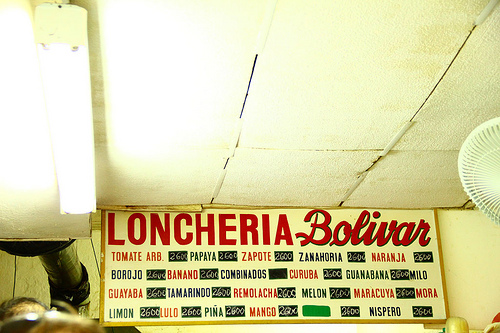 LONCHERIA Bolivar
TOMATE ARB. 2600 PAPAYA 2600 ZAPOTE 2600 ZANAHORIA 2600 NARANJA 2600
BOROJO 2600 BANANO 2600 COMBINADOS CURUBA 2600 GUANABANA 2600 MILO
GUAYABA 2600 TAMARINDO 2600 REMOLACHA 2600 MELON 2600 MARACUYA 2600 MORA
LIMON 2600 LULO 2600 PIÑA 2600 MANGO 2600 2600 NISPERO 2600